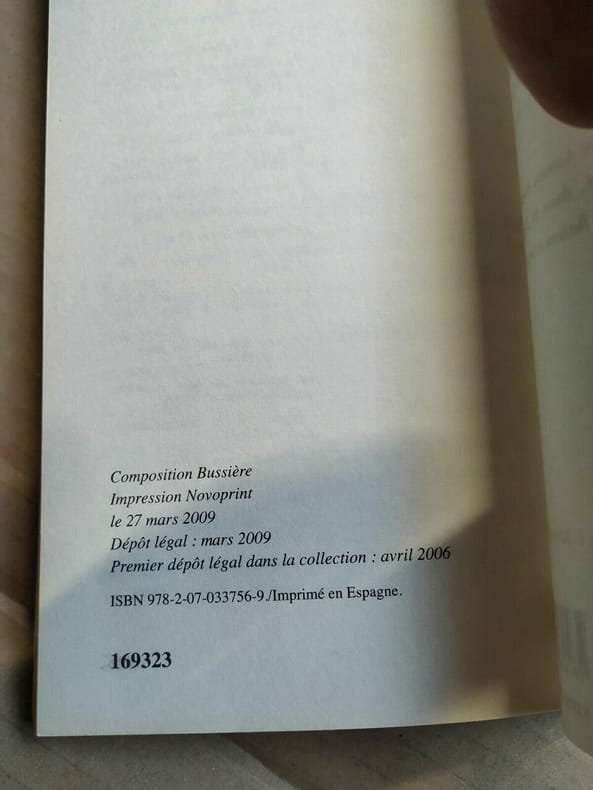 Composition Bussière
Impression Novoprint
le 27 mars 2009
Dépôt légal : mars 2009
Premier dépôt légal dans la collection : avril 2006
ISBN 978-2-07-033756-9./Imprimé en Espagne.
169323